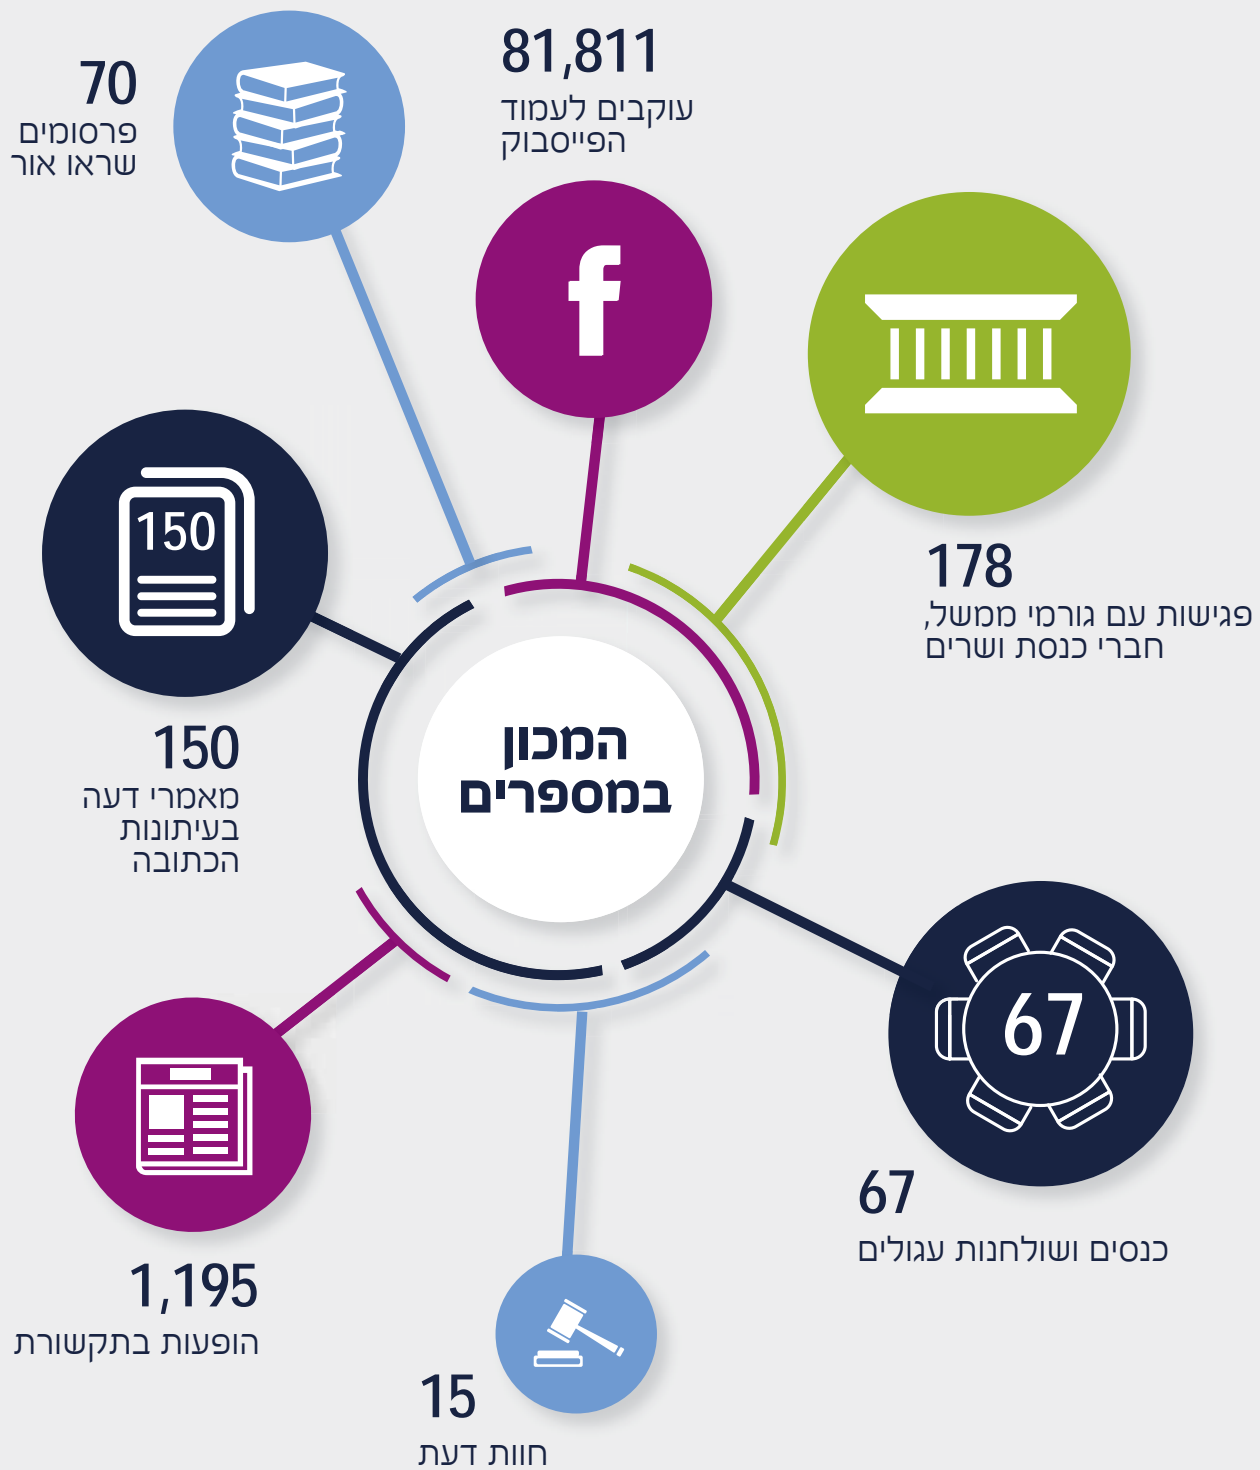 70
פרסומים
שראו אור
81,811
עוקבים לעמוד
הפייסבוק
f
178
פגישות עם גורמי ממשל,
חברי כנסת ושרים
150
150
מאמרי דעה
בעיתונות
הכתובה
המכון
במספרים
67
67
כנסים ושולחנות עגולים
1,195
הופעות בתקשורת
15
חוות דעת